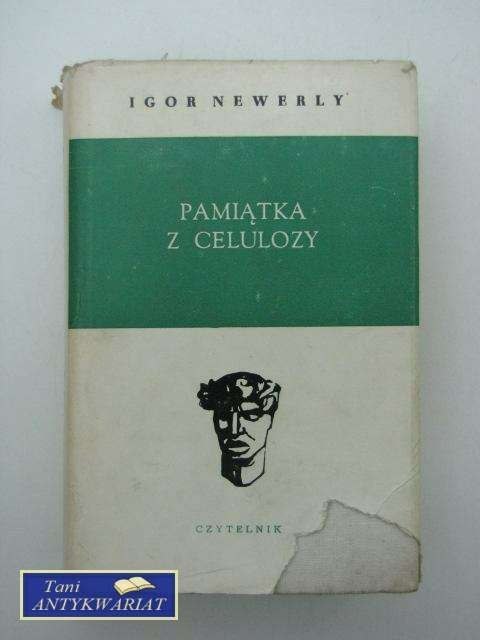 IGOR NEWERLY
PAMIĄTKA
Z CELULOZY
CZYTELNIK
Tani
ANTYKWARIAT